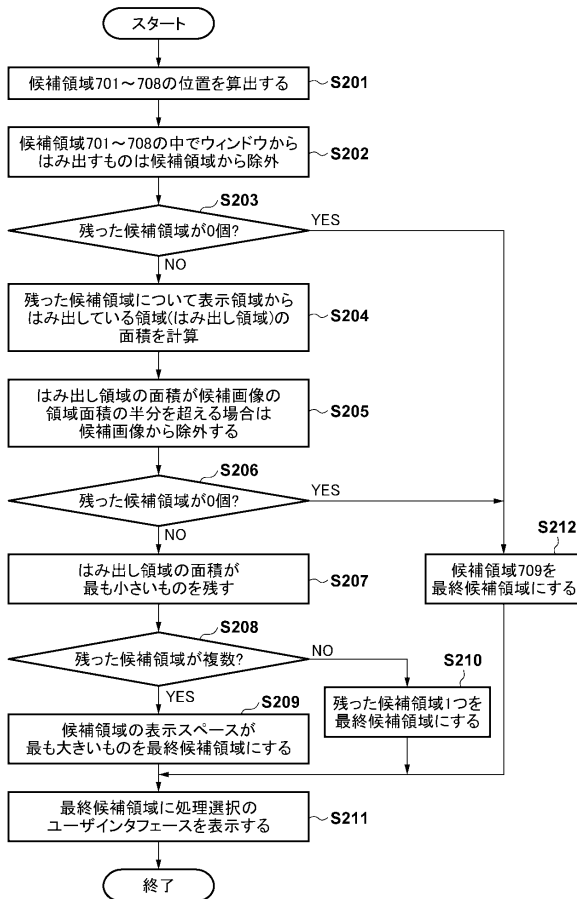 スタート
候補領域701～708の位置を算出する
S201
候補領域701～708の中でウィンドウから
はみ出すものは候補領域から除外
S202
S203
残った候補領域が0個?
YES
NO
残った候補領域について表示領域から
はみ出している領域(はみ出し領域)の
面積を計算
S204
はみ出し領域の面積が候補画像の
領域面積の半分を超える場合は
候補画像から除外する
S205
S206
残った候補領域が0個?
YES
NO
S212
候補領域709を
最終候補領域にする
はみ出し領域の面積が
最も小さいものを残す
S207
S208
残った候補領域が複数?
NO
YES
S210
残った候補領域1つを
最終候補領域にする
S209
候補領域の表示スペースが
最も大きいものを最終候補領域にする
最終候補領域に処理選択の
ユーザインタフェースを表示する
S211
終了